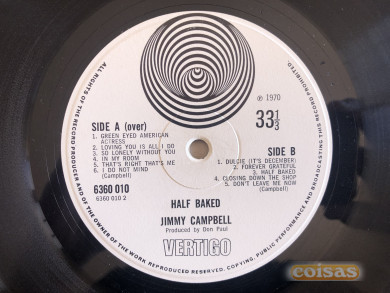 ALL RIGHTS OF THE RECORD PRODUCER AND OF THE OWNER OF THE WORK REPRODUCED RESERVED. COPYING, PUBLIC PERFORMANCE AND BROADCASTING THIS RECORD PROHIBITED.
℗ 1970
33 1/3
SIDE A (over)
1. GREEN EYED AMERICAN
ACTRESS
2. LOVING YOU IS ALL I DO
3. SO LONELY WITHOUT YOU
4. IN MY ROOM
5. THAT'S RIGHT THAT'S ME
6. I DO NOT MIND
(Campbell)
6360 010
6360 010 2
SIDE B
1. DULCIE (IT'S DECEMBER)
2. FOREVER GRATEFUL
3. HALF BAKED
4. CLOSING DOWN THE SHOP
5. DON'T LEAVE ME NOW
(Campbell)
HALF BAKED
JIMMY CAMPBELL
Produced by Don Paul
VERTIGO
coisas